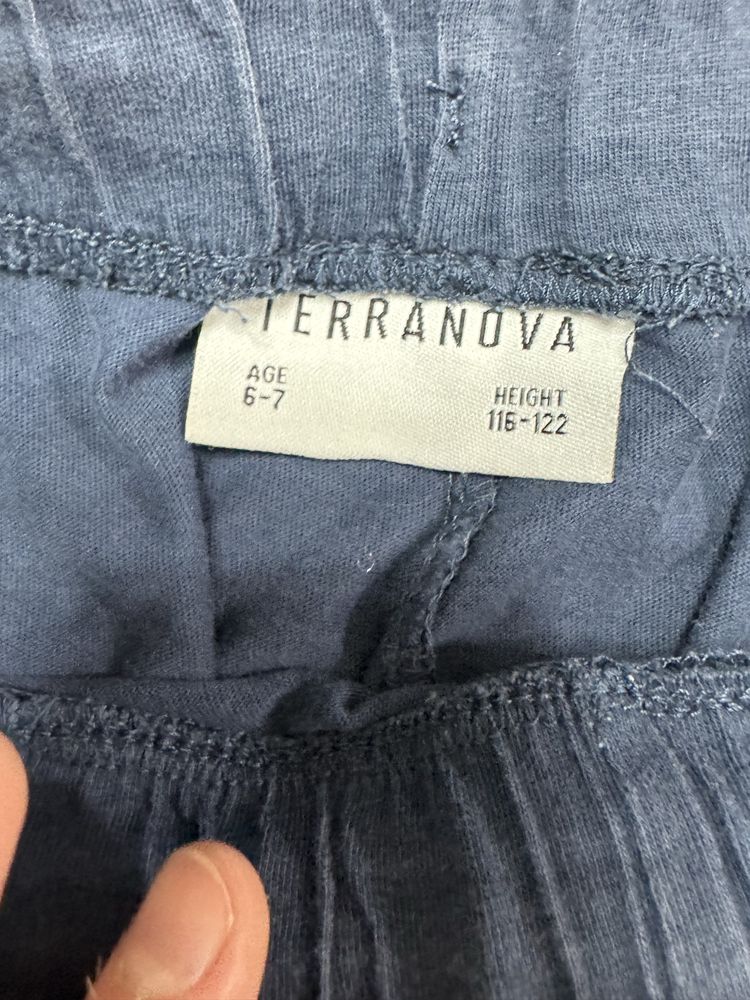 TERRANOVA
AGE
6-7
HEIGHT
116-122